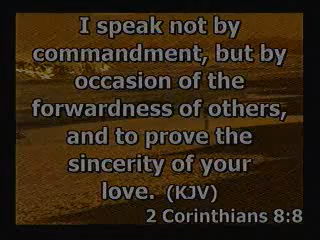 I speak not by
commandment, but by
occasion of the
forwardness of others,
and to prove the
sincerity of your
love. (KJV)
2 Corinthians 8:8